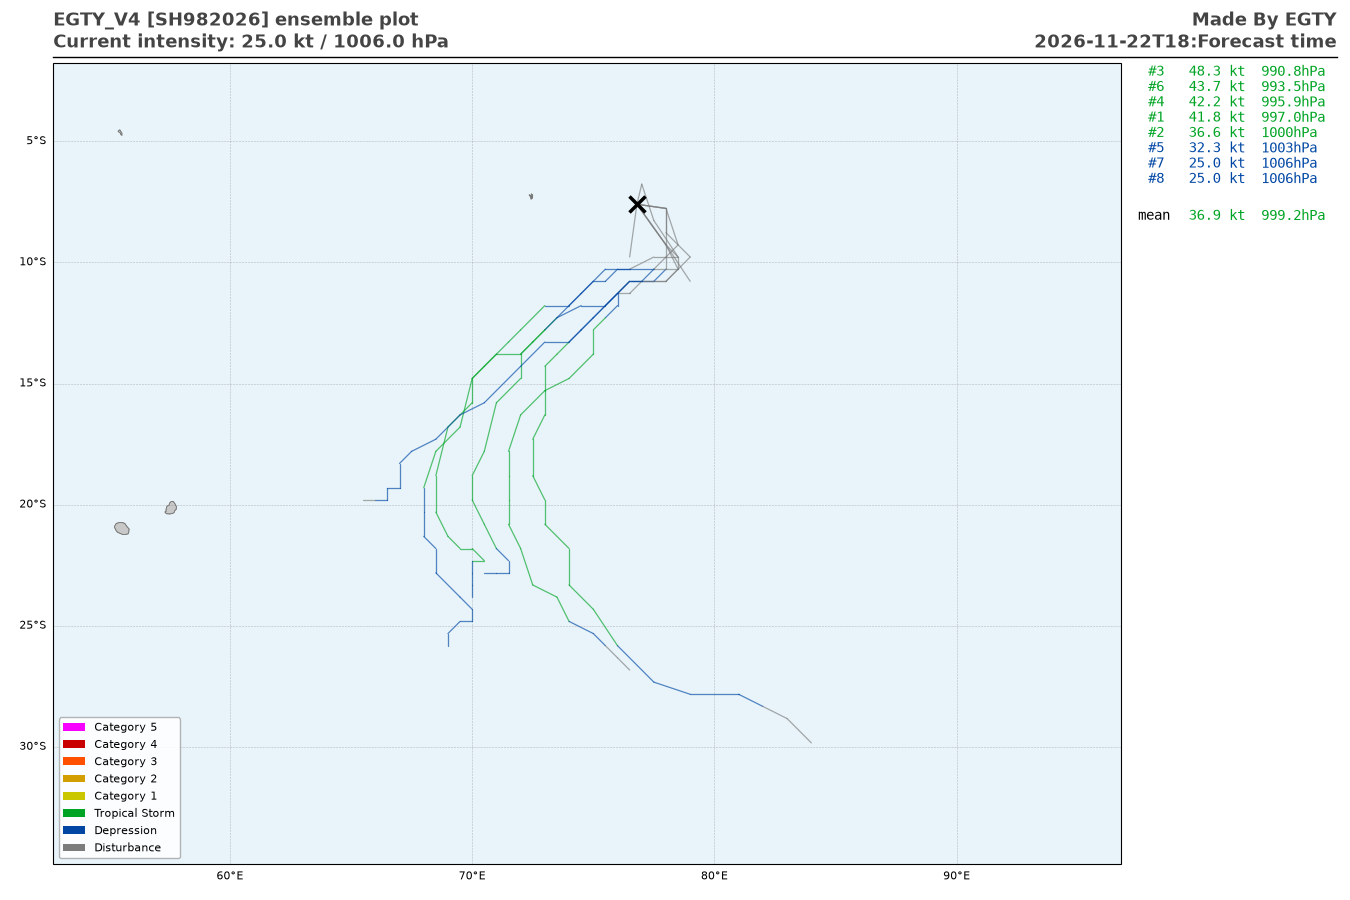 EGTY_V4 [SH982026] ensemble plot
Made By EGTY
Current intensity: 25.0 kt / 1006.0 hPa
2026-11-22T18:Forecast time
#3 48.3 kt 990.8hPa
#6 43.7 kt 993.5hPa
#4 42.2 kt 995.9hPa
#1 41.8 kt 997.0hPa
#2 36.6 kt 1000hPa
#5 32.3 kt 1003hPa
#7 25.0 kt 1006hPa
#8 25.0 kt 1006hPa
mean 36.9 kt 999.2hPa
5°S
10°S
15°S
20°S
25°S
30°S
Category 5
Category 4
Category 3
Category 2
Category 1
Tropical Storm
Depression
Disturbance
60°E
70°E
80°E
90°E